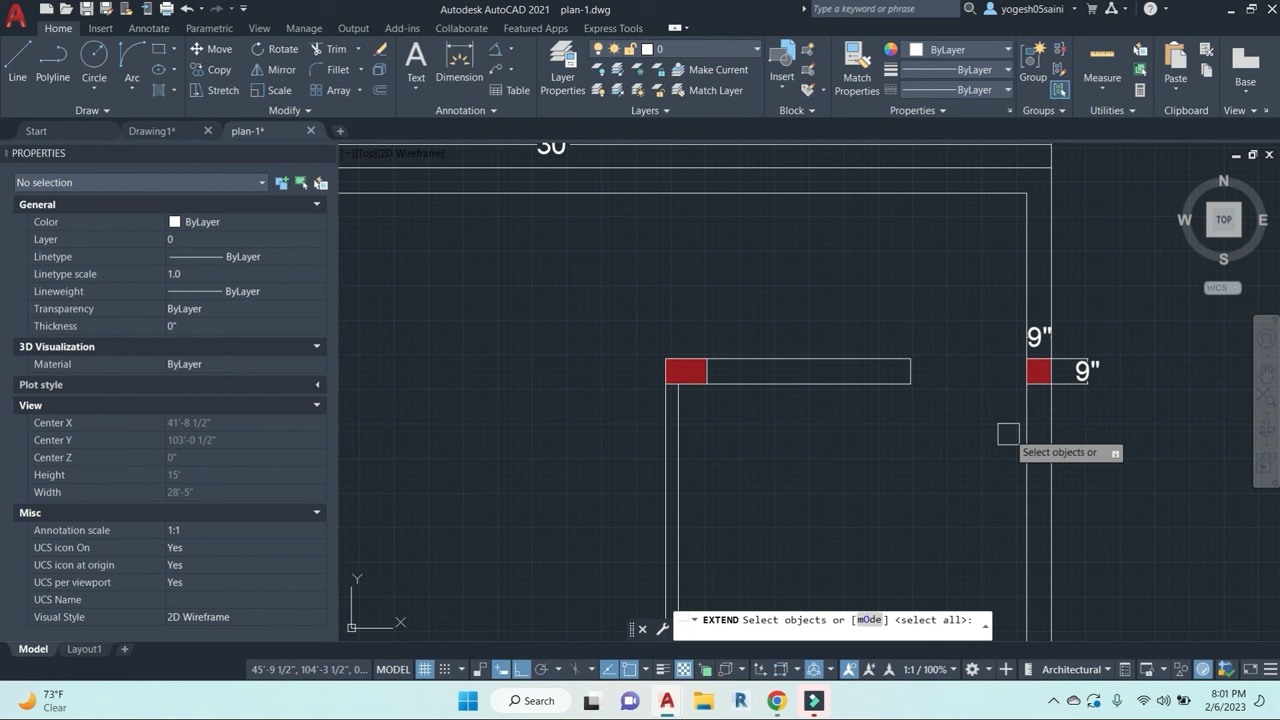 Autodesk AutoCAD 2021 plan-1.dwg
Type a keyword or phrase
yogesh05saini
Home Insert Annotate Parametric View Manage Output Add-ins Collaborate Featured Apps Express Tools
Line Polyline Circle Arc
Move Rotate Trim
Copy Mirror Fillet
Stretch Scale Array
Text Dimension Table
Layer Properties
0
Make Current
Match Layer
Insert
Match Properties
ByLayer
ByLayer
ByLayer
Group Measure Paste Base
Draw Modify Annotation Layers Block Properties Groups Utilities Clipboard View
Start Drawing1* plan-1*
PROPERTIES
[−][Top][2D Wireframe]
30'
No selection
General
Color ByLayer
Layer 0
Linetype ByLayer
Linetype scale 1.0
Lineweight ByLayer
Transparency ByLayer
Thickness 0"
3D Visualization
Material ByLayer
Plot style
View
Center X 41'-8 1/2"
Center Y 103'-0 1/2"
Center Z 0"
Height 15'
Width 28'-5"
Misc
Annotation scale 1:1
UCS icon On Yes
UCS icon at origin Yes
UCS per viewport Yes
UCS Name
Visual Style 2D Wireframe
N
W TOP E
S
WCS
9"
9"
Select objects or
Y
X
EXTEND Select objects or [mOde] <select all>:
Model Layout1
45'-9 1/2", 104'-3 1/2", 0... MODEL 1:1 / 100% Architectural
73°F
Clear
Search
8:01 PM
2/6/2023